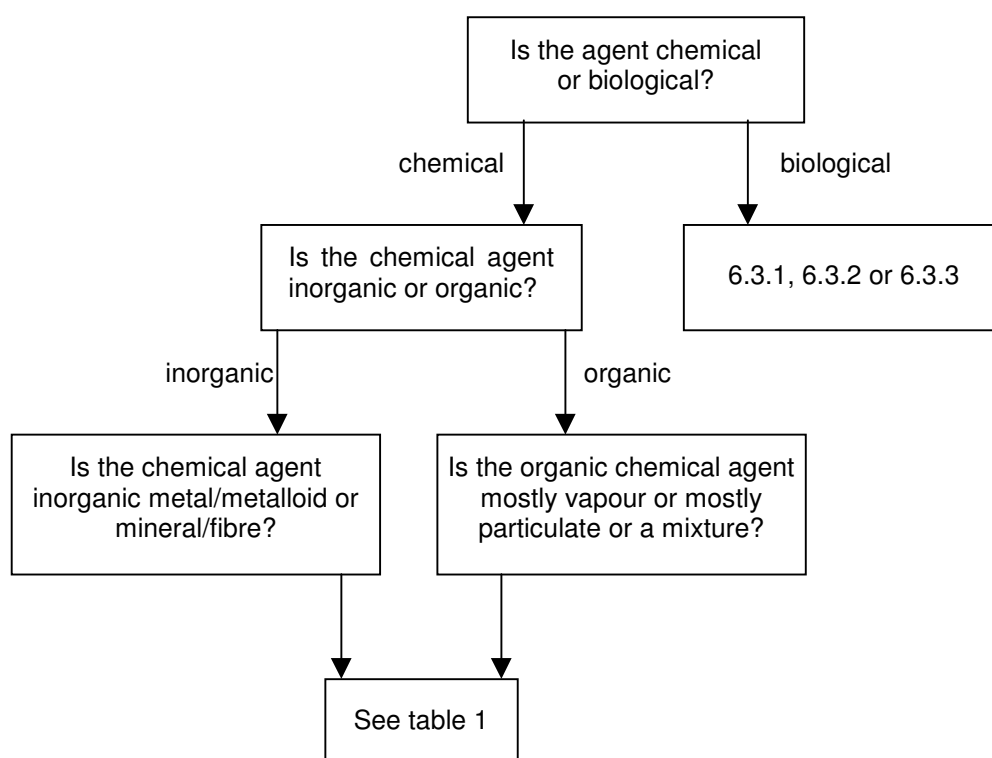 Is the agent chemical
or biological?
chemical
biological
Is the chemical agent
inorganic or organic?
6.3.1, 6.3.2 or 6.3.3
inorganic
organic
Is the chemical agent
inorganic metal/metalloid or
mineral/fibre?
Is the organic chemical agent
mostly vapour or mostly
particulate or a mixture?
See table 1